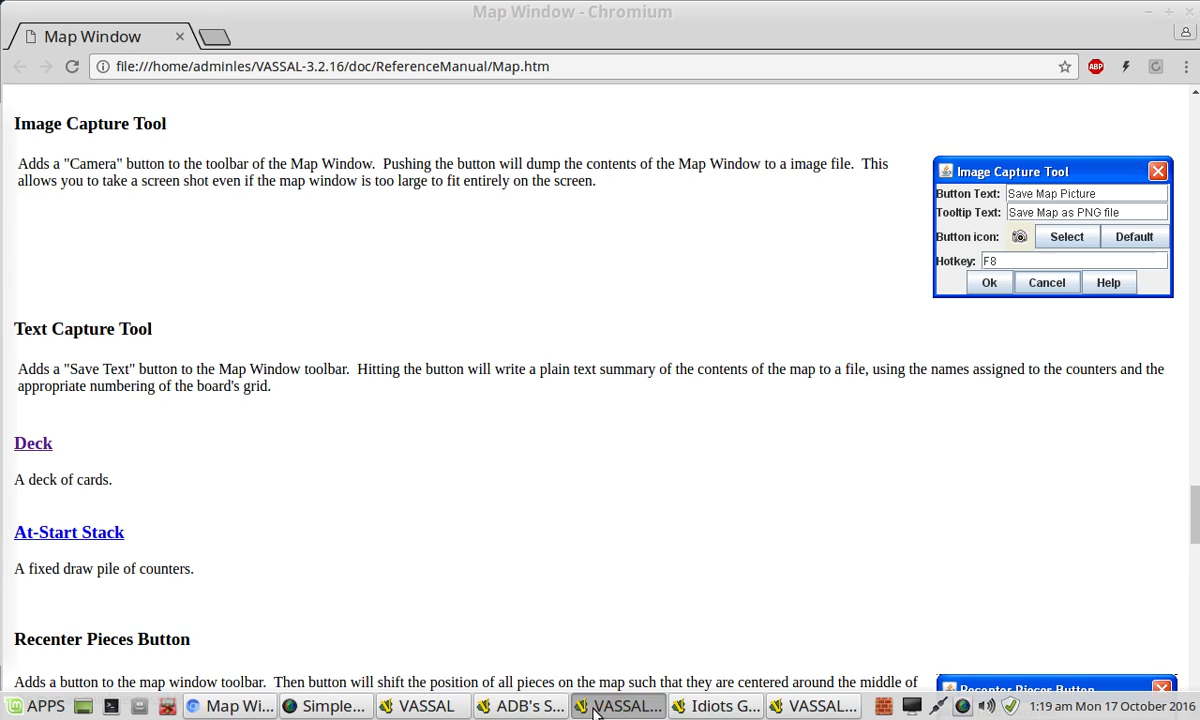 Map Window - Chromium
Map Window
file:///home/adminles/VASSAL-3.2.16/doc/ReferenceManual/Map.htm
ABP
Image Capture Tool
Adds a "Camera" button to the toolbar of the Map Window.  Pushing the button will dump the contents of the Map Window to a image file.  This
allows you to take a screen shot even if the map window is too large to fit entirely on the screen.
Image Capture Tool
Button Text: Save Map Picture
Tooltip Text: Save Map as PNG file
Button icon: Select Default
Hotkey: F8
Ok Cancel Help
Text Capture Tool
Adds a "Save Text" button to the Map Window toolbar.  Hitting the button will write a plain text summary of the contents of the map to a file, using the names assigned to the counters and the
appropriate numbering of the board's grid.
Deck
A deck of cards.
At-Start Stack
A fixed draw pile of counters.
Recenter Pieces Button
Adds a button to the map window toolbar.  Then button will shift the position of all pieces on the map such that they are centered around the middle of
Recenter Pieces Button
APPS Map Wi... Simple... VASSAL ADB's S... VASSAL... Idiots G... VASSAL... 1:19 am Mon 17 October 2016